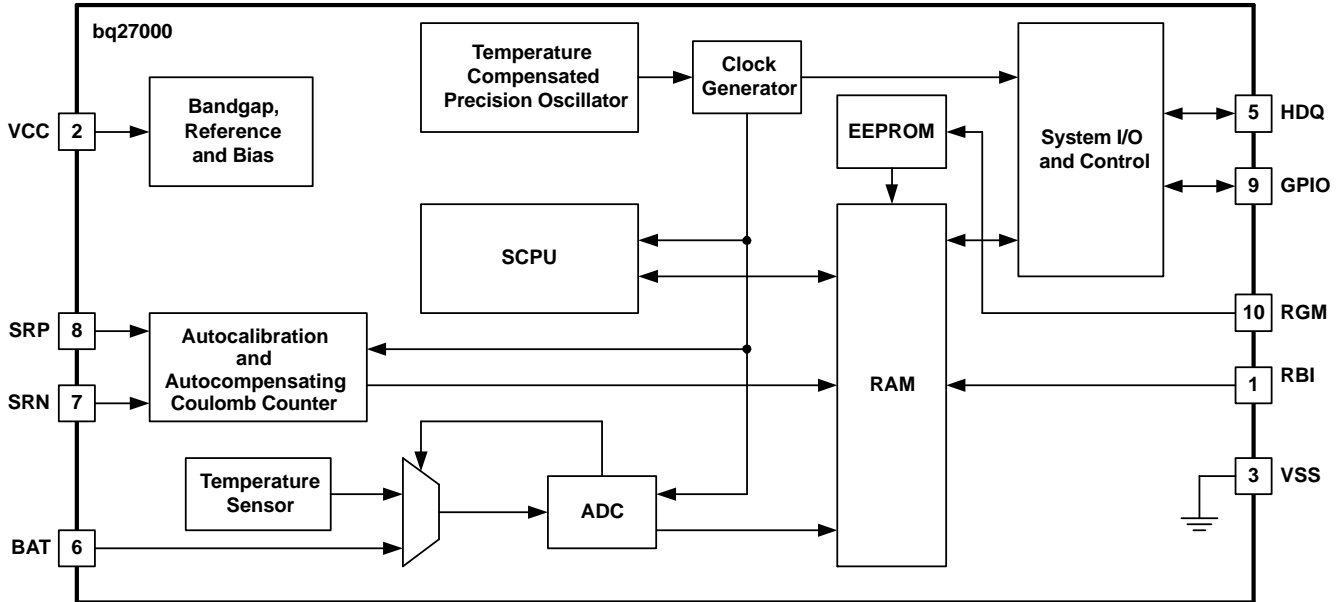 bq27000
Temperature
Compensated
Precision Oscillator
Clock
Generator
Bandgap,
Reference
and Bias
VCC
2
EEPROM
System I/O
and Control
5
HDQ
9
GPIO
SCPU
SRP
8
SRN
7
Autocalibration
and
Autocompensating
Coulomb Counter
RAM
10
RGM
1
RBI
Temperature
Sensor
ADC
3
VSS
BAT
6